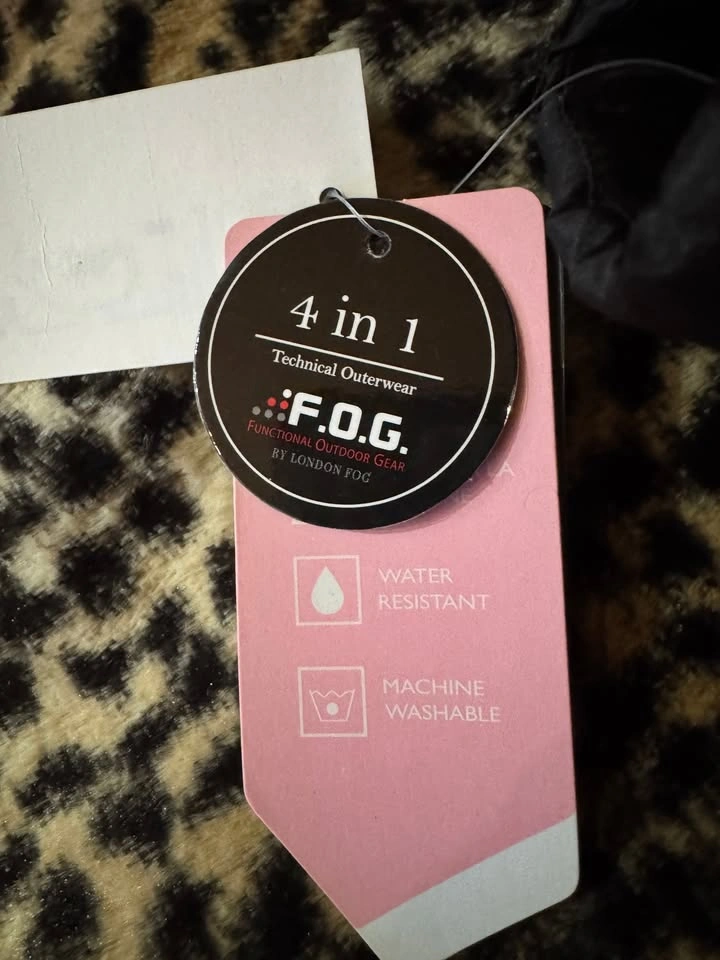 4 in 1
Technical Outerwear
F.O.G.
FUNCTIONAL OUTDOOR GEAR
BY LONDON FOG
WATER
RESISTANT
MACHINE
WASHABLE